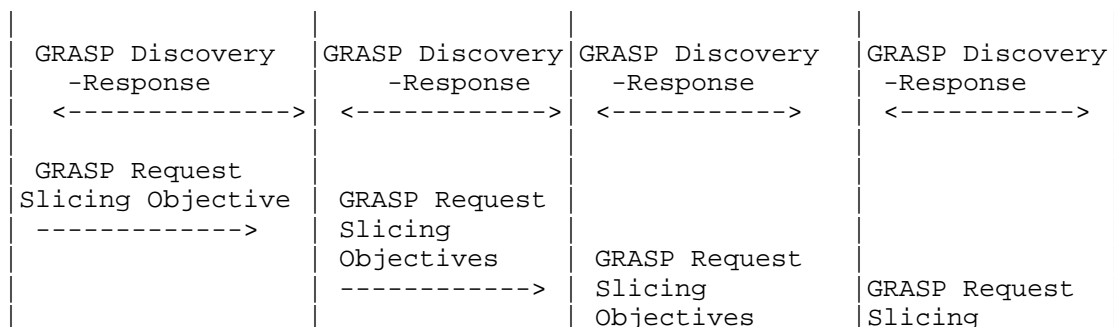 |                  |               |                 |               |
| GRASP Discovery  |GRASP Discovery|GRASP Discovery  |GRASP Discovery|
|   -Response      |    -Response  |  -Response      | -Response     |
|  <-------------->| <------------>| <----------->   | <----------->
|                  |               |                 |
| GRASP Request    |               |                 |
|Slicing Objective | GRASP Request |                 |
| ------------->   | Slicing       |                 |
|                  | Objectives    | GRASP Request   |
|                  | ------------> | Slicing         |GRASP Request
|                  |               | Objectives      |Slicing